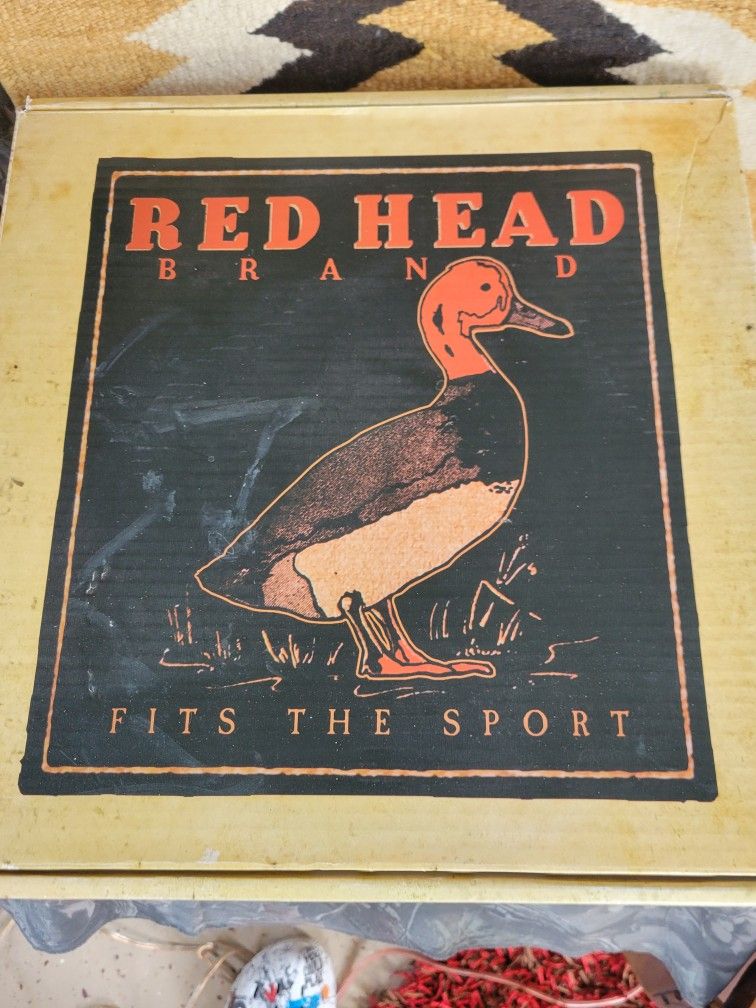 RED HEAD
BRAND
FITS THE SPORT